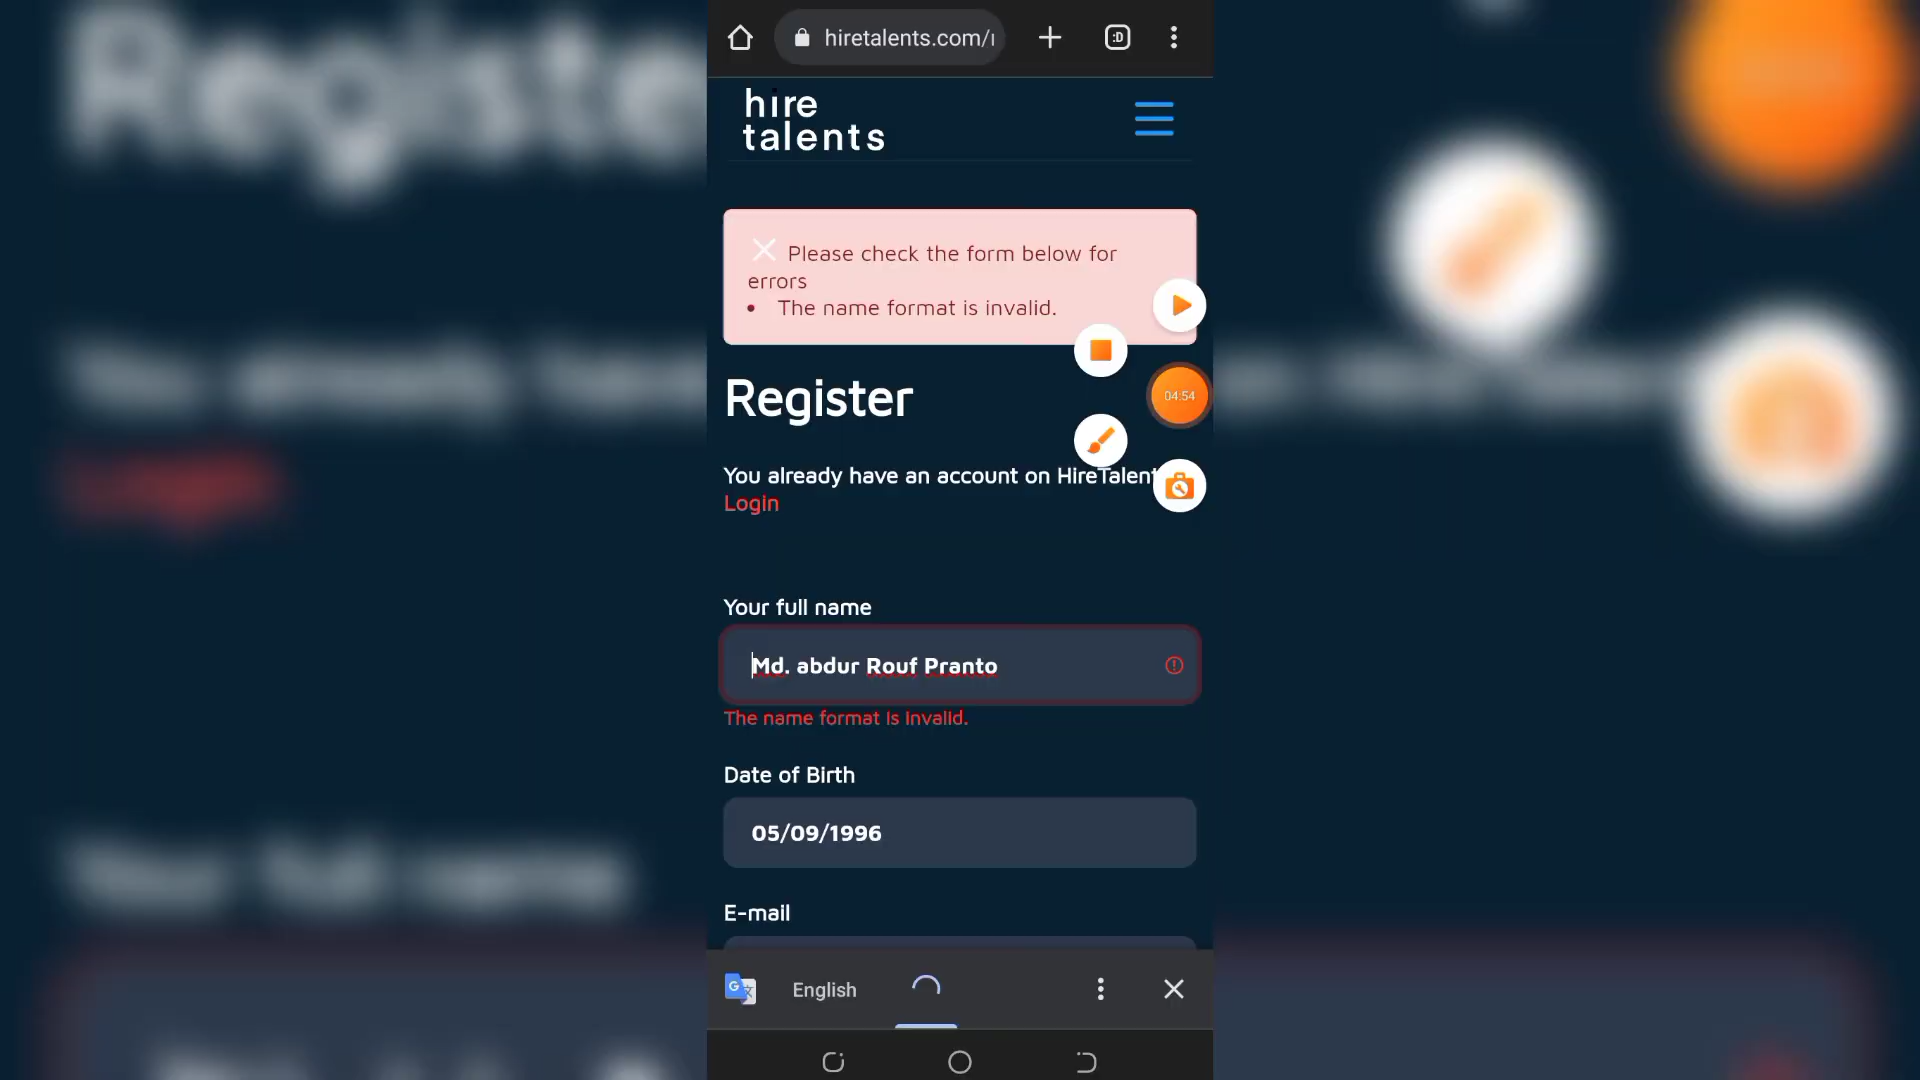 hiretalents.com/
:D
hire
talents
Please check the form below for
errors
• The name format is invalid.
Register
04:54
You already have an account on HireTalent
Login
Your full name
Md. abdur Rouf Pranto
The name format is invalid.
Date of Birth
05/09/1996
E-mail
English